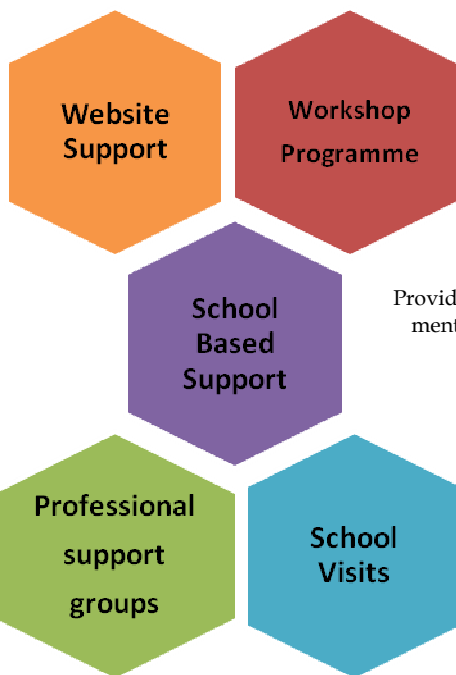 Website
Support
Workshop
Programme
School
Based
Support
Provid
ment
Professional
support
groups
School
Visits